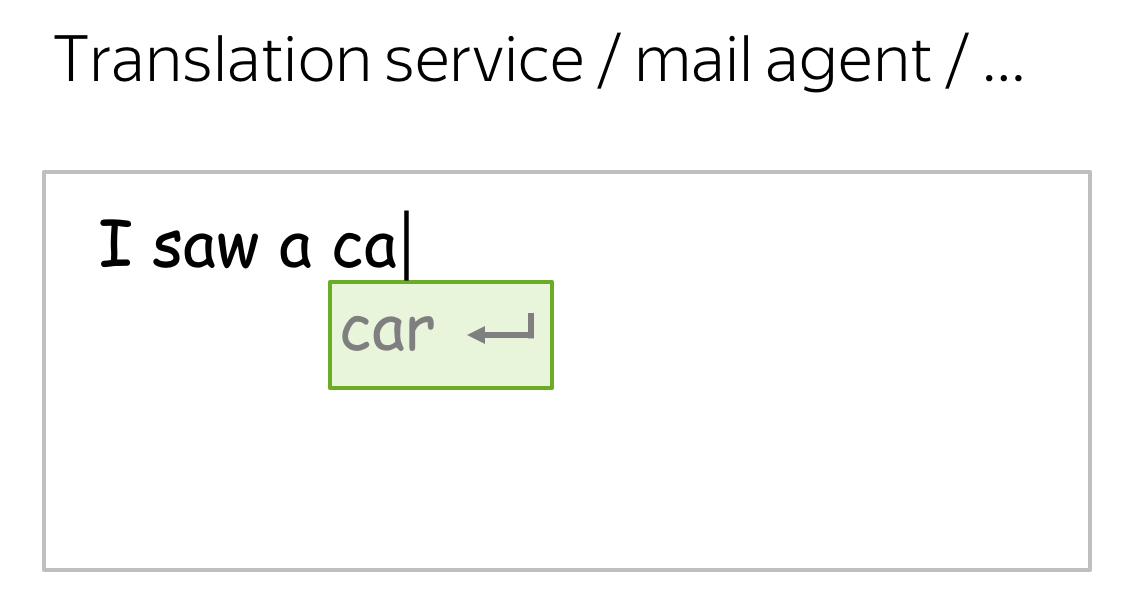 Translation service / mail agent / ...
I saw a ca
car